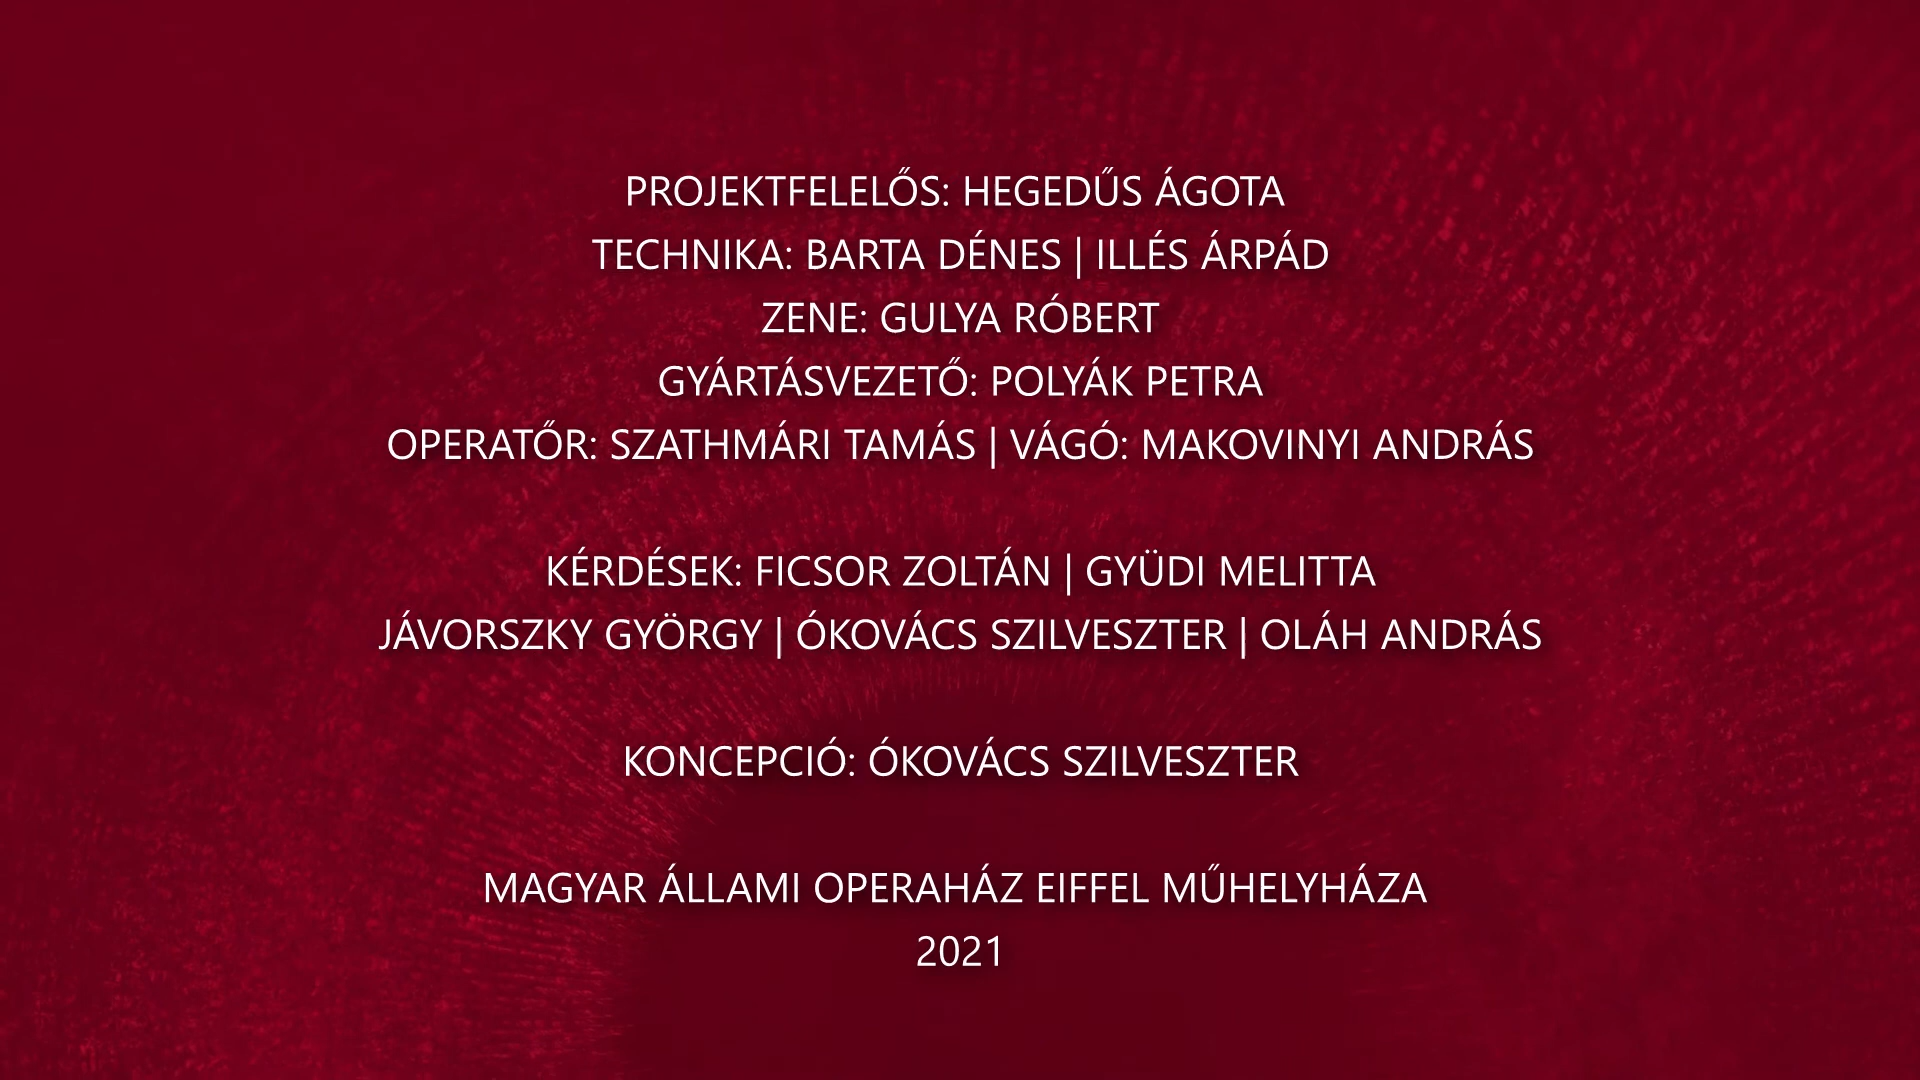 PROJEKTFELELŐS: HEGEDŰS ÁGOTA
TECHNIKA: BARTA DÉNES | ILLÉS ÁRPÁD
ZENE: GULYA RÓBERT
GYÁRTÁSVEZETŐ: POLYÁK PETRA
OPERATŐR: SZATHMÁRI TAMÁS | VÁGÓ: MAKOVINYI ANDRÁS
KÉRDÉSEK: FICSOR ZOLTÁN | GYÜDI MELITTA
JÁVORSZKY GYÖRGY | ÓKOVÁCS SZILVESZTER | OLÁH ANDRÁS
KONCEPCIÓ: ÓKOVÁCS SZILVESZTER
MAGYAR ÁLLAMI OPERAHÁZ EIFFEL MŰHELYHÁZA
2021